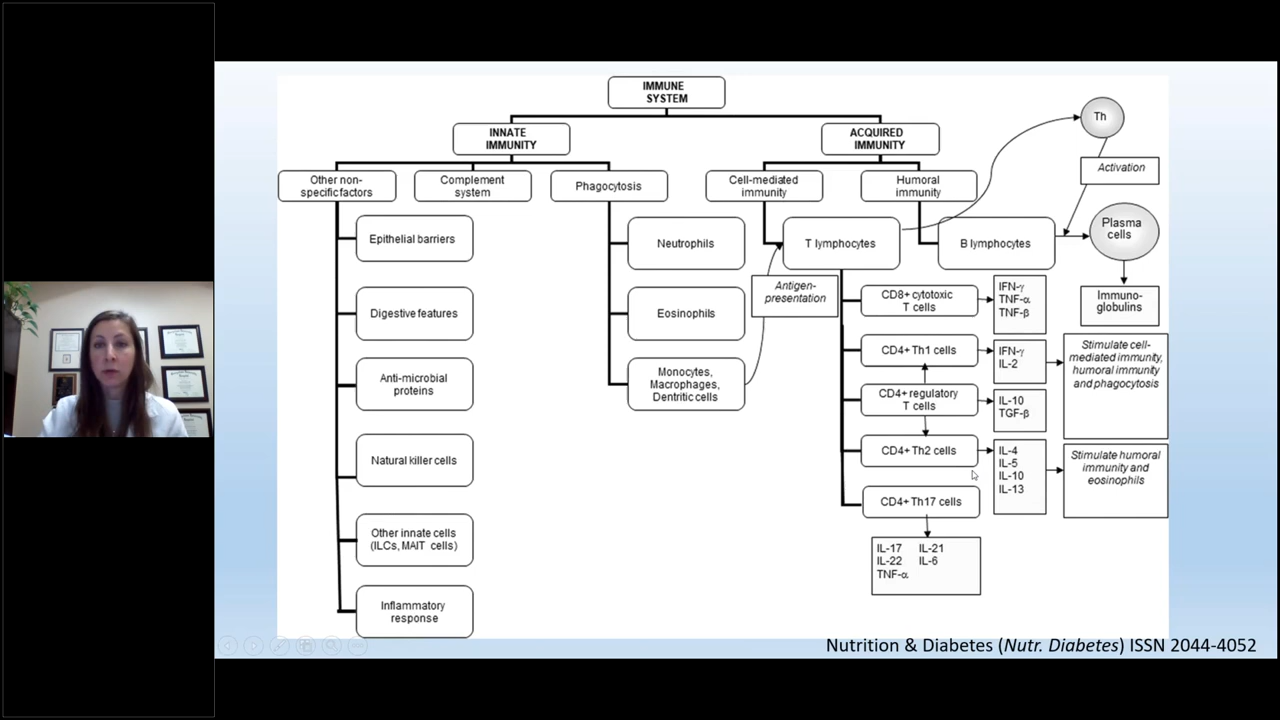 IMMUNE
SYSTEM
INNATE
IMMUNITY
ACQUIRED
IMMUNITY
Th
Activation
Other non-
specific factors
Complement
system
Phagocytosis
Cell-mediated
immunity
Humoral
immunity
Epithelial barriers
Digestive features
Anti-microbial
proteins
Natural killer cells
Other innate cells
(ILCs, MAIT cells)
Inflammatory
response
Neutrophils
Eosinophils
Monocytes,
Macrophages,
Dentritic cells
Antigen-
presentation
T lymphocytes
B lymphocytes
Plasma
cells
Immuno-
globulins
CD8+ cytotoxic
T cells
IFN-γ
TNF-α
TNF-β
CD4+ Th1 cells
IFN-γ
IL-2
Stimulate cell-
mediated immunity,
humoral immunity
and phagocytosis
CD4+ regulatory
T cells
IL-10
TGF-β
CD4+ Th2 cells
IL-4
IL-5
IL-10
IL-13
Stimulate humoral
immunity and
eosinophils
CD4+ Th17 cells
IL-17 IL-21
IL-22 IL-6
TNF-α
Nutrition & Diabetes (Nutr. Diabetes) ISSN 2044-4052